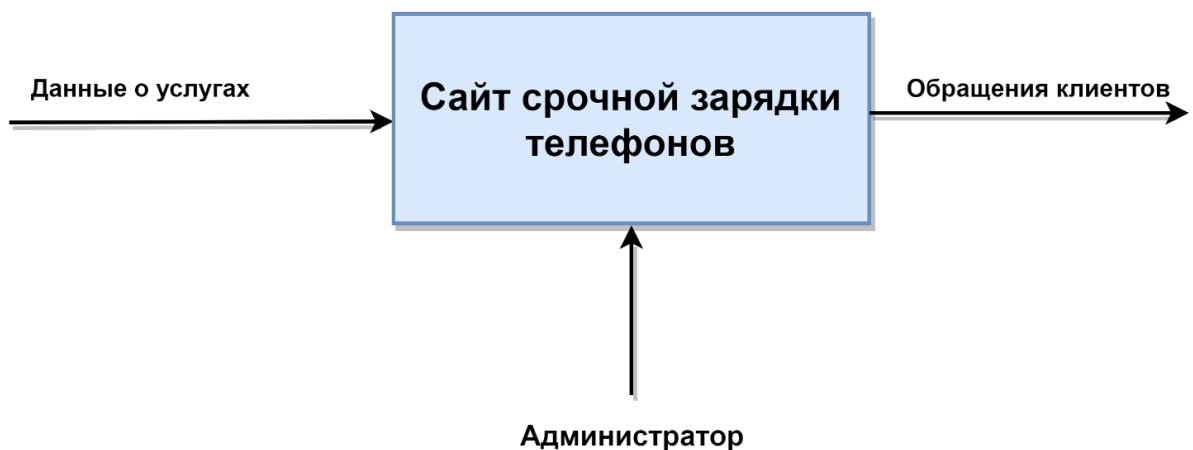 Данные о услугах
Сайт срочной зарядки
телефонов
Обращения клиентов
Администратор